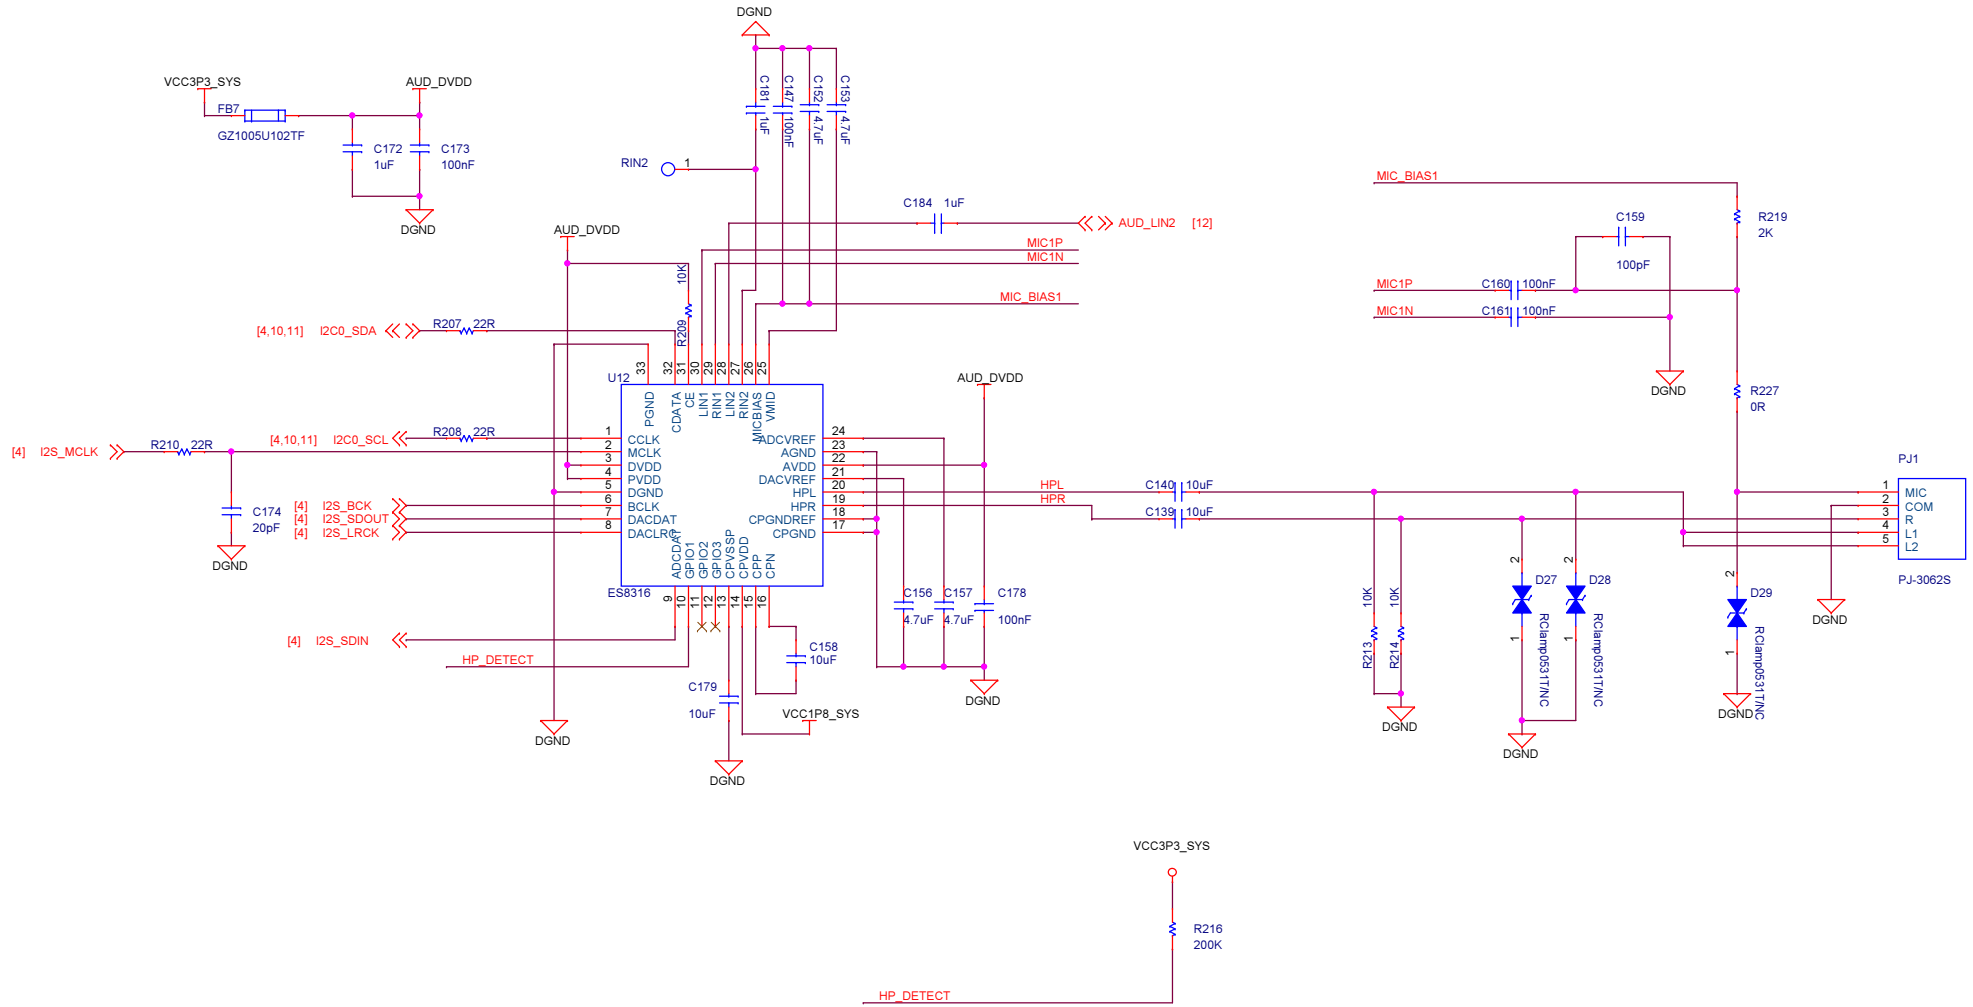 DGND
VCC3P3_SYS
AUD_DVDD
FB7
GZ1005U102TF
C172
1uF
C173
100nF
DGND
C181
1uF
C147
100nF
C152
4.7uF
C153
4.7uF
RIN2
1
C184 1uF
AUD_LIN2 [12]
MIC1P
MIC1N
MIC_BIAS1
AUD_DVDD
10K
R209
[4,10,11] I2C0_SDA
R207 22R
33
32
31
30
29
28
27
26
25
U12
PGND
CDATA
CE
LIN1
RIN1
LIN2
RIN2
MICBIAS
VMID
[4] I2S_MCLK
R210 22R
[4,10,11] I2C0_SCL
R208 22R
C174
20pF
DGND
[4] I2S_BCK
[4] I2S_SDOUT
[4] I2S_LRCK
1 CCLK
2 MCLK
3 DVDD
4 PVDD
5 DGND
6 BCLK
7 DACDAT
8 DACLRC
ADCVREF 24
AGND 23
AVDD 22
DACVREF 21
HPL 20
HPR 19
CPGNDREF 18
CPGND 17
ADCDAT
GPIO1
GPIO2
GPIO3
CPVSSP
CPVDD
CPP
CPN
ES8316
9
10
11
12
13
14
15
16
[4] I2S_SDIN
HP_DETECT
C179
10uF
DGND
C158
10uF
VCC1P8_SYS
DGND
AUD_DVDD
C156
4.7uF
C157
4.7uF
C178
100nF
DGND
HPL
HPR
C140 10uF
C139 10uF
MIC_BIAS1
R219
2K
C159
100pF
MIC1P
C160 100nF
MIC1N
C161 100nF
DGND
R227
0R
10K
R213
10K
R214
DGND
2
D27
1
RClamp0531T/NC
2
D28
1
RClamp0531T/NC
DGND
2
D29
1
RClamp0531T/NC
DGND
PJ1
1 MIC
2 COM
3 R
4 L1
5 L2
PJ-3062S
DGND
VCC3P3_SYS
R216
200K
HP_DETECT